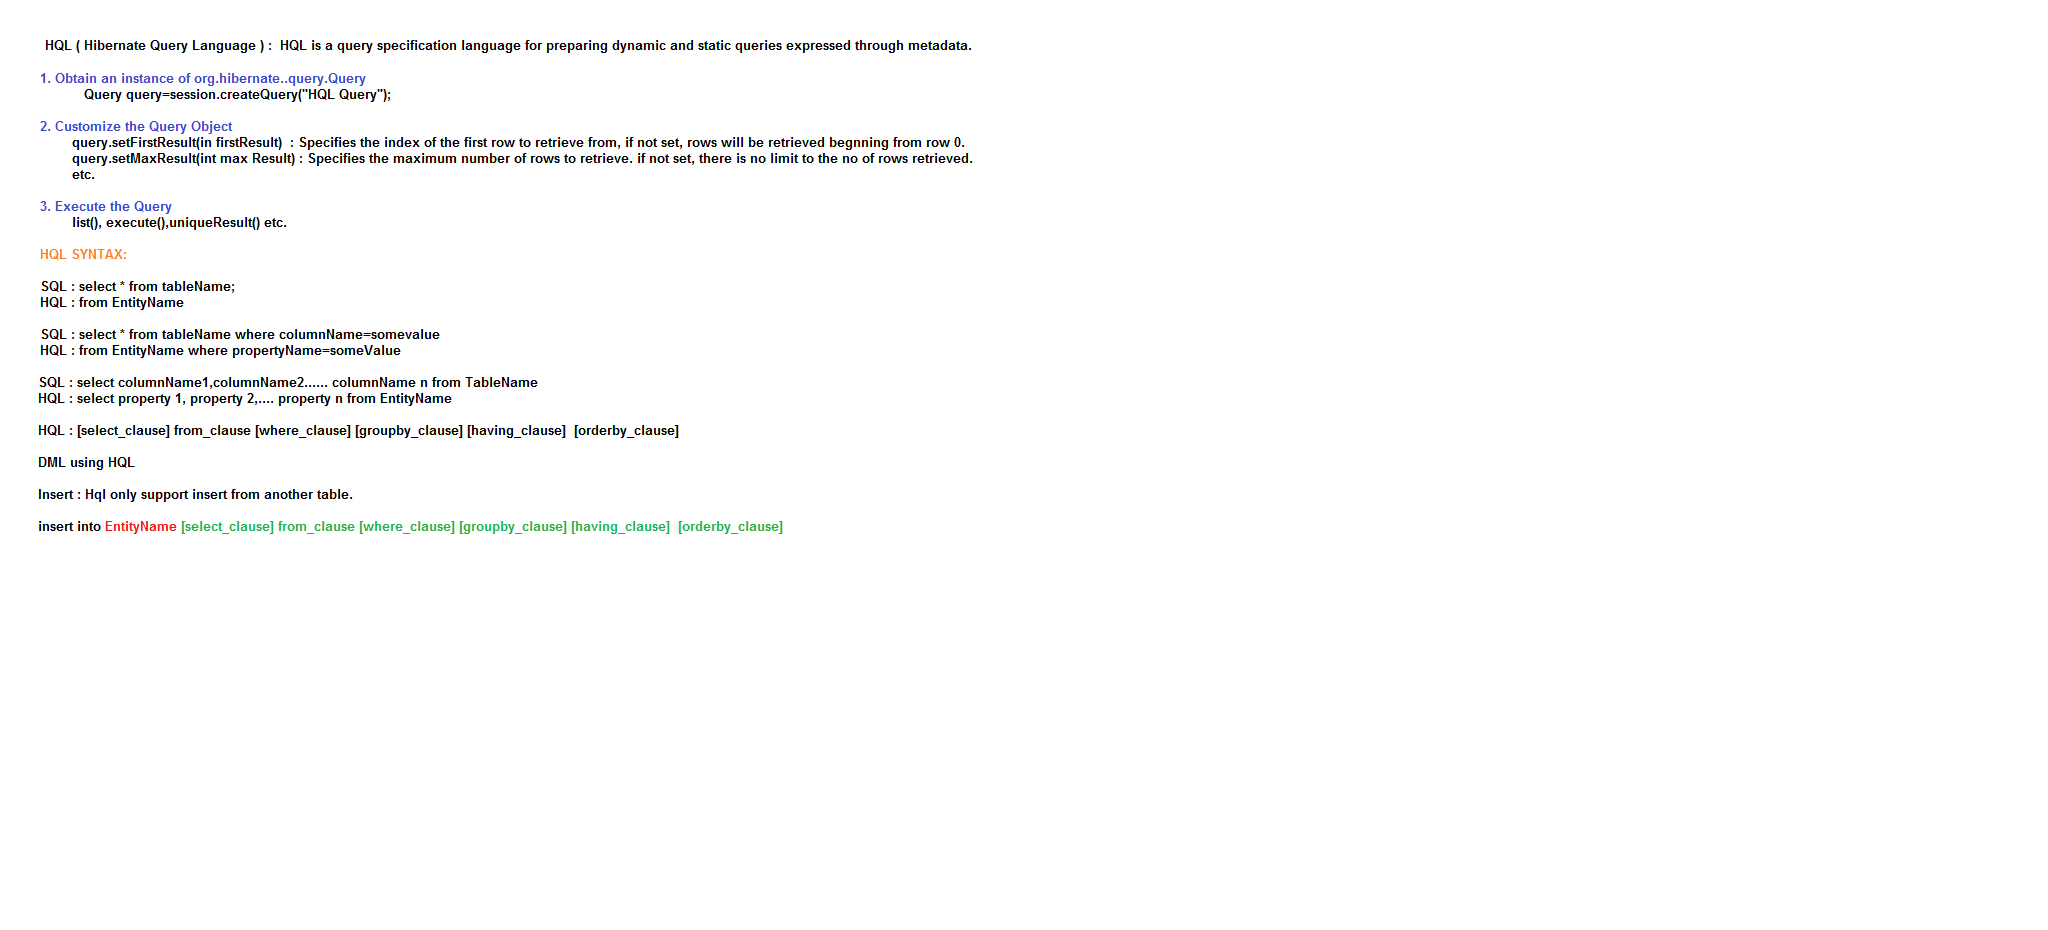 HQL ( Hibernate Query Language ) :  HQL is a query specification language for preparing dynamic and static queries expressed through metadata.
1. Obtain an instance of org.hibernate..query.Query
Query query=session.createQuery("HQL Query");
2. Customize the Query Object
query.setFirstResult(in firstResult)  : Specifies the index of the first row to retrieve from, if not set, rows will be retrieved begnning from row 0.
query.setMaxResult(int max Result) : Specifies the maximum number of rows to retrieve. if not set, there is no limit to the no of rows retrieved.
etc.
3. Execute the Query
list(), execute(),uniqueResult() etc.
HQL SYNTAX:
SQL : select * from tableName;
HQL : from EntityName
SQL : select * from tableName where columnName=somevalue
HQL : from EntityName where propertyName=someValue
SQL : select columnName1,columnName2...... columnName n from TableName
HQL : select property 1, property 2,.... property n from EntityName
HQL : [select_clause] from_clause [where_clause] [groupby_clause] [having_clause]  [orderby_clause]
DML using HQL
Insert : Hql only support insert from another table.
insert into EntityName [select_clause] from_clause [where_clause] [groupby_clause] [having_clause]  [orderby_clause]